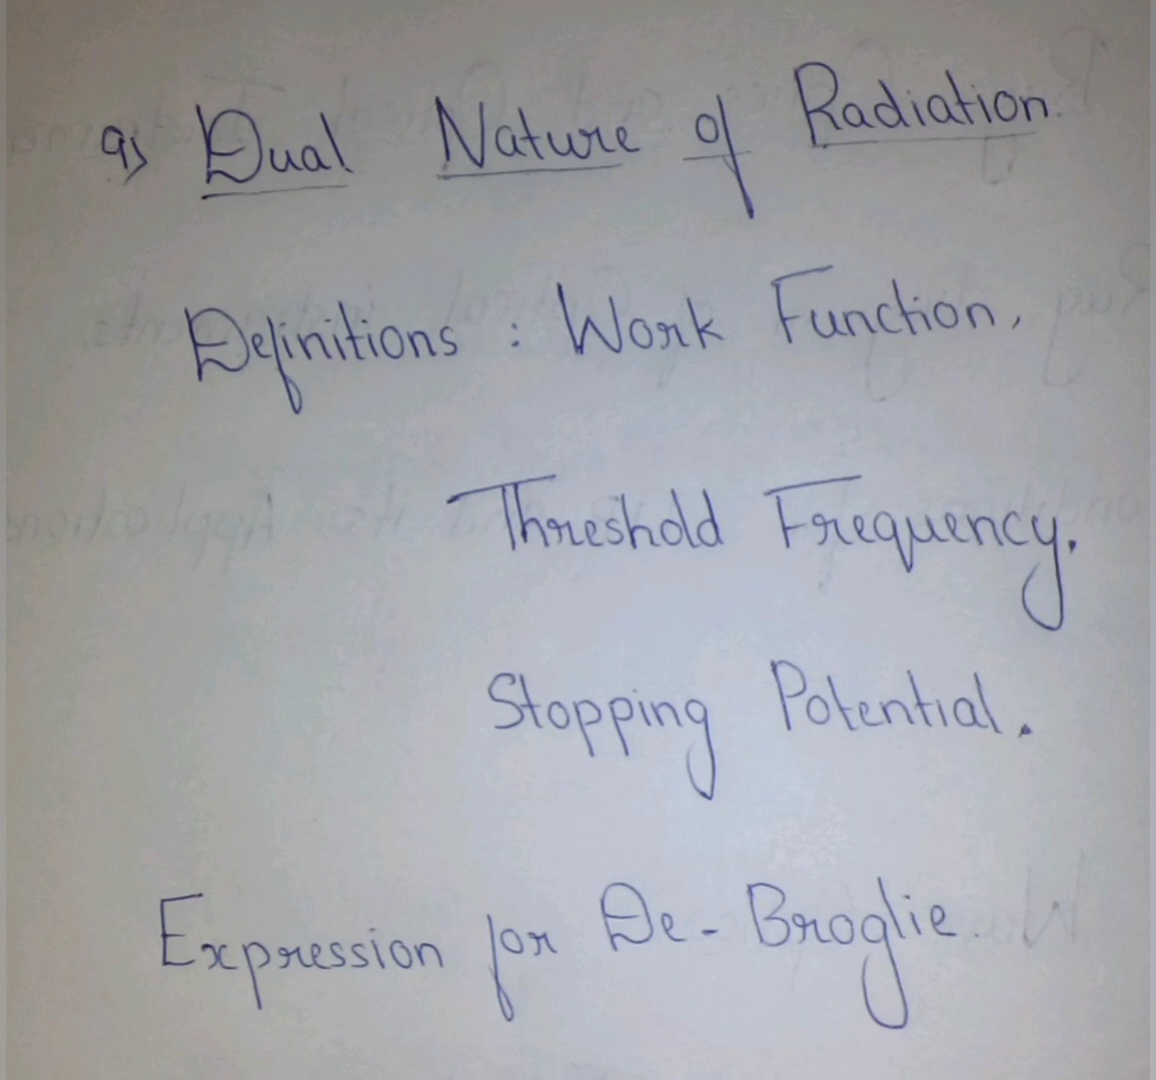 9) Dual Nature of Radiation.
Definitions : Work Function,
Threshold Frequency.
Stopping Potential.
Expression for De-Broglie.